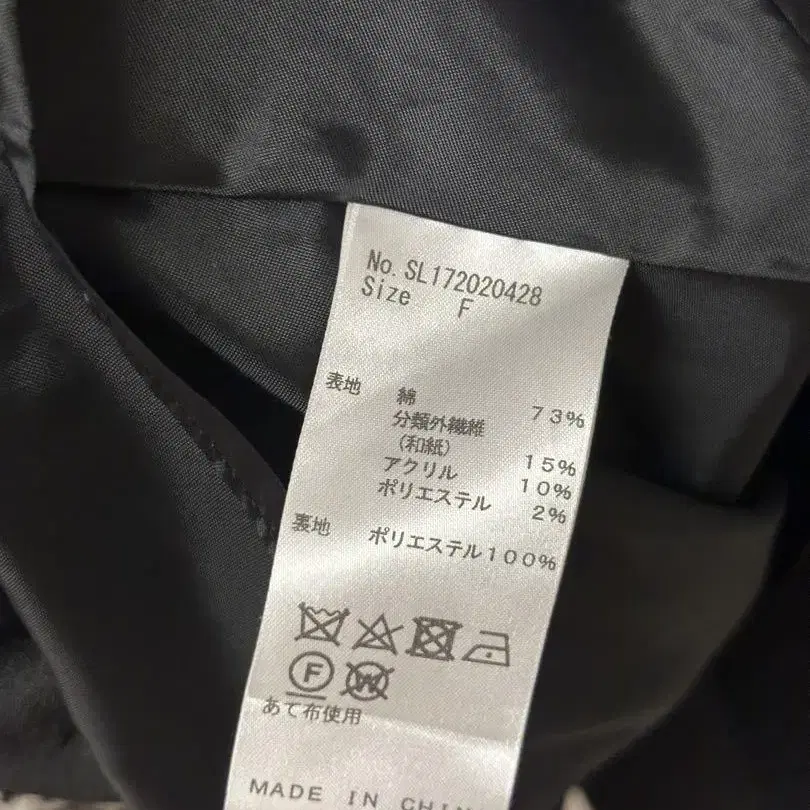 No. SL172020428
Size F
表地 綿 73%
分類外繊維
(和紙) 15%
アクリル 10%
ポリエステル 2%
裏地 ポリエステル100%
F W
あて布使用
MADE IN CHIN